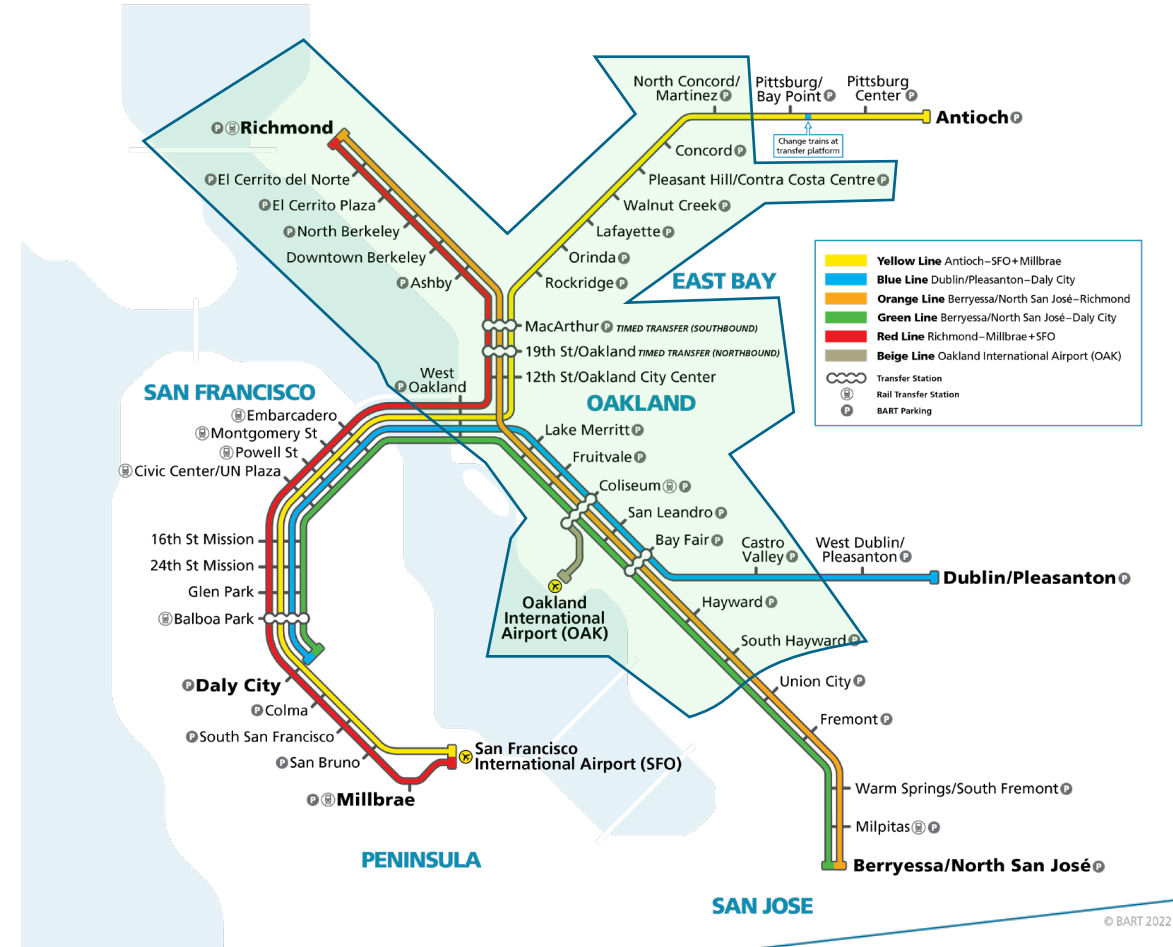 North Concord/
Martinez P
Pittsburg/
Bay Point P
Pittsburg
Center P
Antioch P
Change trains at
transfer platform
P Richmond
P El Cerrito del Norte
P El Cerrito Plaza
P North Berkeley
Downtown Berkeley
P Ashby
Concord P
Pleasant Hill/Contra Costa Centre P
Walnut Creek P
Lafayette P
Orinda P
Rockridge P
EAST BAY
MacArthur P TIMED TRANSFER (SOUTHBOUND)
19th St/Oakland TIMED TRANSFER (NORTHBOUND)
12th St/Oakland City Center
West
P Oakland
OAKLAND
Yellow Line Antioch–SFO+Millbrae
Blue Line Dublin/Pleasanton–Daly City
Orange Line Berryessa/North San José–Richmond
Green Line Berryessa/North San José–Daly City
Red Line Richmond–Millbrae+SFO
Beige Line Oakland International Airport (OAK)
Transfer Station
Rail Transfer Station
P BART Parking
SAN FRANCISCO
Embarcadero
Montgomery St
Powell St
Civic Center/UN Plaza
16th St Mission
24th St Mission
Glen Park
Balboa Park
P Daly City
P Colma
P South San Francisco
P San Bruno
P Millbrae
San Francisco
International Airport (SFO)
Lake Merritt P
Fruitvale P
Coliseum P
San Leandro P
Bay Fair P
Oakland
International
Airport (OAK)
Castro
Valley P
West Dublin/
Pleasanton P
Dublin/Pleasanton P
Hayward P
South Hayward P
Union City P
Fremont P
Warm Springs/South Fremont P
Milpitas P
Berryessa/North San José P
PENINSULA
SAN JOSE
© BART 2022